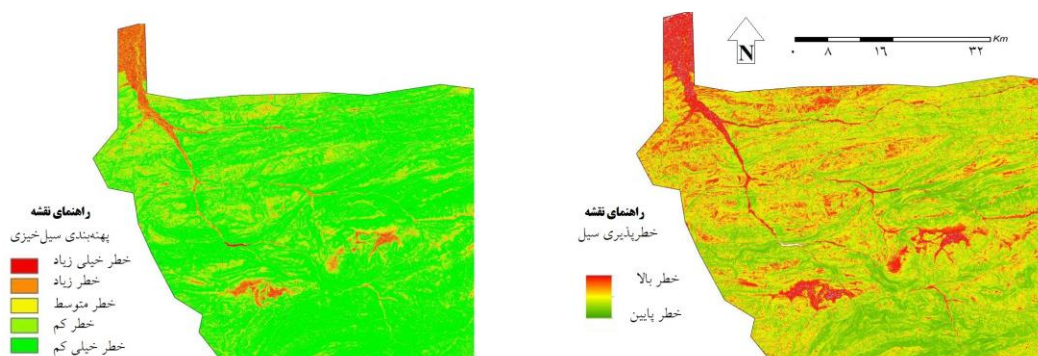 راهنمای نقشه
پهنه‌بندی سیل‌خیزی
خطر خیلی زیاد
خطر زیاد
خطر متوسط
خطر کم
خطر خیلی کم
N
Km
۰ ۸ ۱۶ ۳۲
راهنمای نقشه
خطرپذیری سیل
خطر بالا
خطر پایین